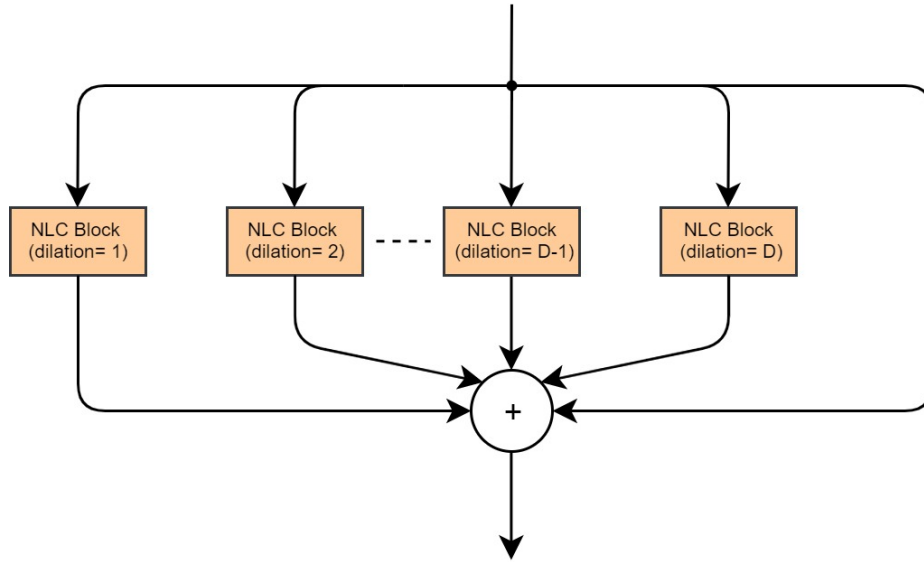 NLC Block
(dilation= 1)
NLC Block
(dilation= 2)
NLC Block
(dilation= D-1)
NLC Block
(dilation= D)
+